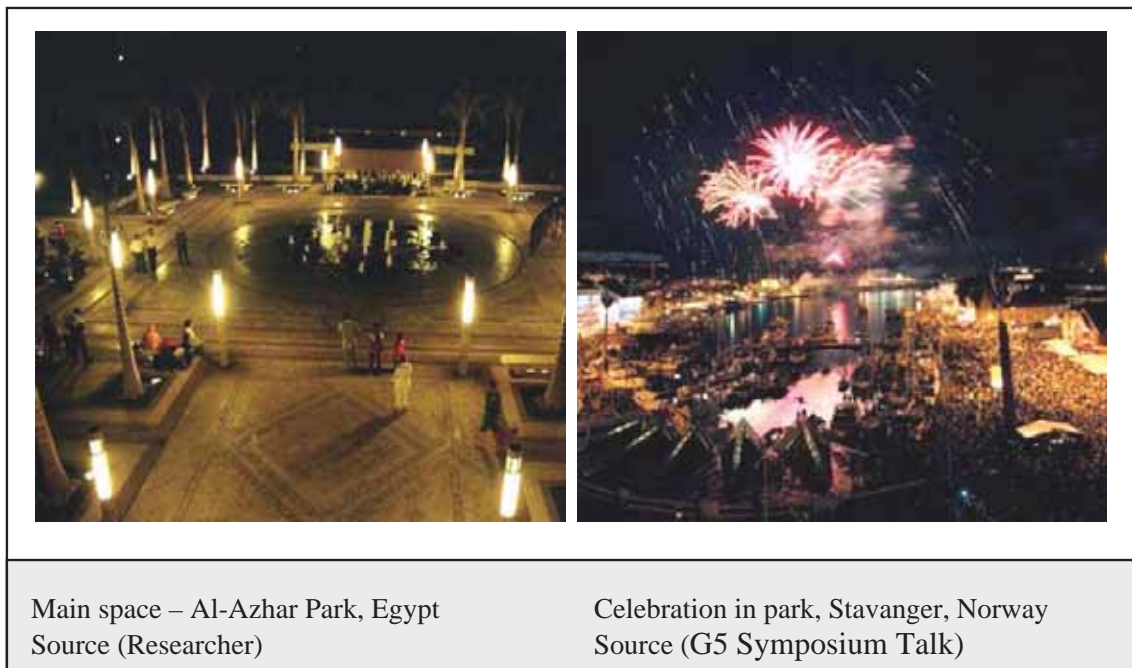 Main space – Al-Azhar Park, Egypt
Source (Researcher)
Celebration in park, Stavanger, Norway
Source (G5 Symposium Talk)